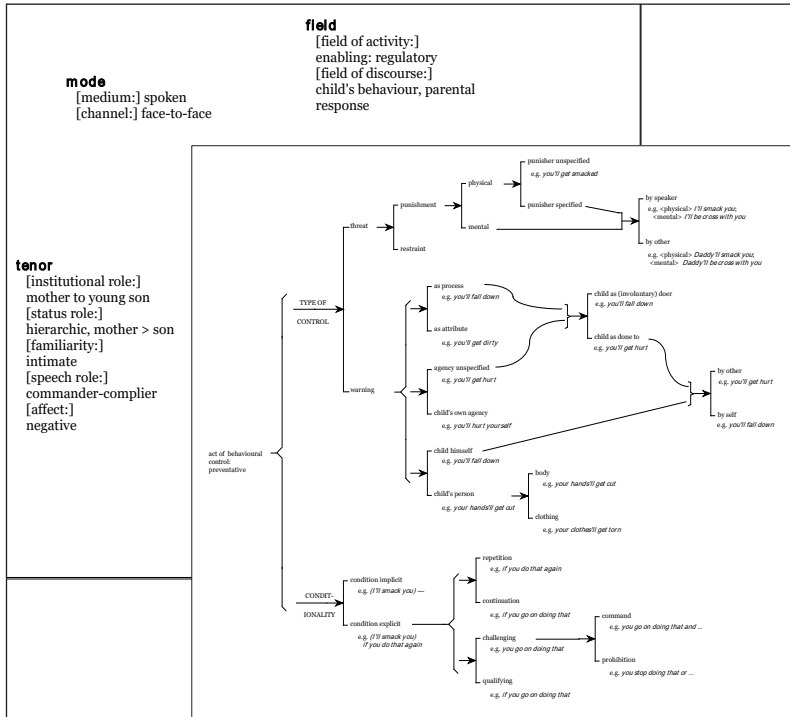 field
[field of activity:]
enabling: regulatory
[field of discourse:]
child's behaviour, parental
response
mode
[medium:] spoken
[channel:] face-to-face
tenor
[institutional role:]
mother to young son
[status role:]
hierarchic, mother > son
[familiarity:]
intimate
[speech role:]
commander-complier
[affect:]
negative
act of behavioural
control:
preventative
TYPE OF
CONTROL
threat
punishment
physical
punisher unspecified
e.g. you'll get smacked
punisher specified
mental
restraint
by speaker
e.g. <physical> I'll smack you;
<mental> I'll be cross with you
by other
e.g. <physical> Daddy'll smack you;
<mental> Daddy'll be cross with you
warning
as process
e.g. you'll fall down
as attribute
e.g. you'll get dirty
agency unspecified
e.g. you'll get hurt
child's own agency
e.g. you'll hurt yourself
child himself
e.g. you'll fall down
child's person
e.g. your hands'll get cut
child as (involuntary) doer
e.g. you'll fall down
child as done to
e.g. you'll get hurt
by other
e.g. you'll get hurt
by self
e.g. you'll fall down
body
e.g. your hands'll get cut
clothing
e.g. your clothes'll get torn
CONDIT-
IONALITY
condition implicit
e.g. (I'll smack you) —
condition explicit
e.g. (I'll smack you)
if you do that again
repetition
e.g. if you do that again
continuation
e.g. if you go on doing that
challenging
e.g. you go on doing that
qualifying
e.g. if you go on doing that
command
e.g. you go on doing that and ...
prohibition
e.g. you stop doing that or ...